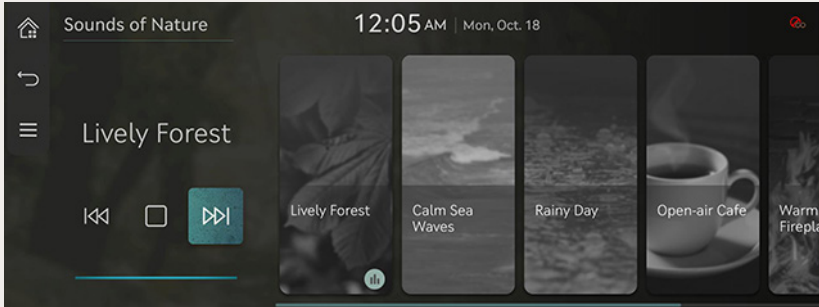 Sounds of Nature
12:05 AM | Mon, Oct. 18
Lively Forest
Lively Forest
Calm Sea
Waves
Rainy Day
Open-air Cafe
Warm
Firepla